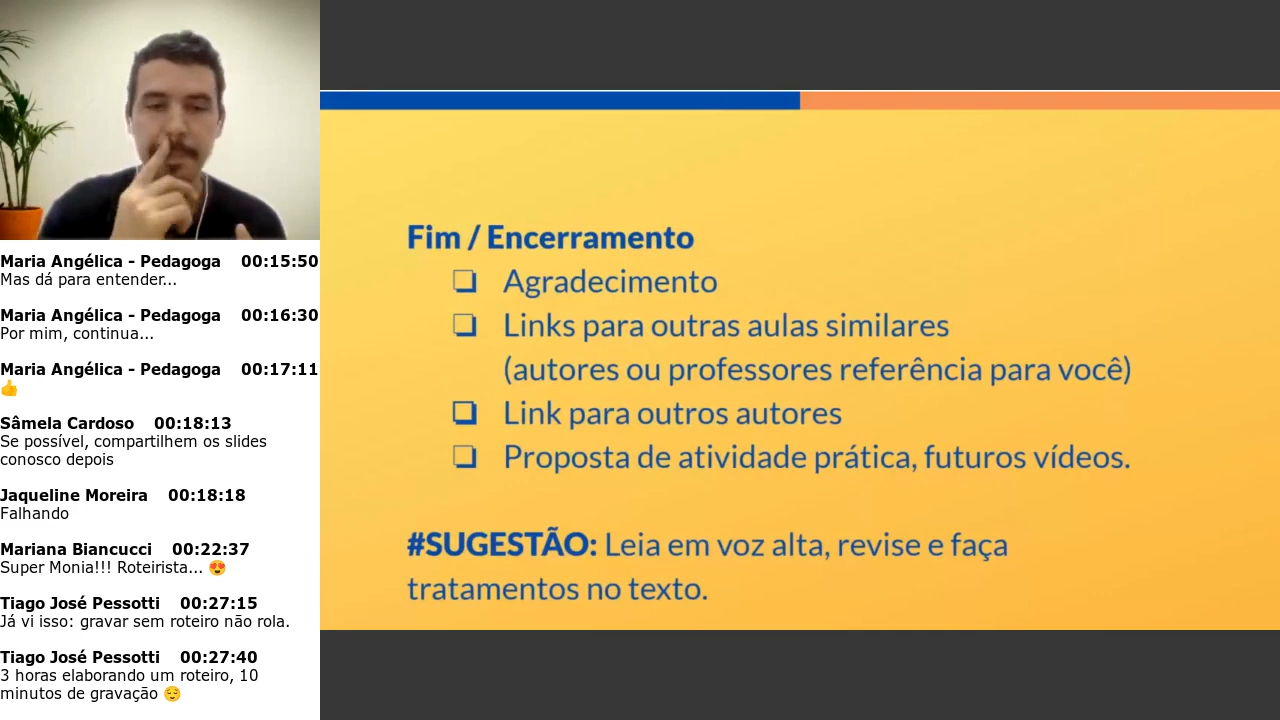 Maria Angélica - Pedagoga 00:15:50
Mas dá para entender...
Maria Angélica - Pedagoga 00:16:30
Por mim, continua...
Maria Angélica - Pedagoga 00:17:11
👍
Sâmela Cardoso 00:18:13
Se possível, compartilhem os slides
conosco depois
Jaqueline Moreira 00:18:18
Falhando
Mariana Biancucci 00:22:37
Super Monia!!! Roteirista... 😍
Tiago José Pessotti 00:27:15
Já vi isso: gravar sem roteiro não rola.
Tiago José Pessotti 00:27:40
3 horas elaborando um roteiro, 10
minutos de gravação 😌
Fim / Encerramento
❏ Agradecimento
❏ Links para outras aulas similares
(autores ou professores referência para você)
❏ Link para outros autores
❏ Proposta de atividade prática, futuros vídeos.
#SUGESTÃO: Leia em voz alta, revise e faça
tratamentos no texto.